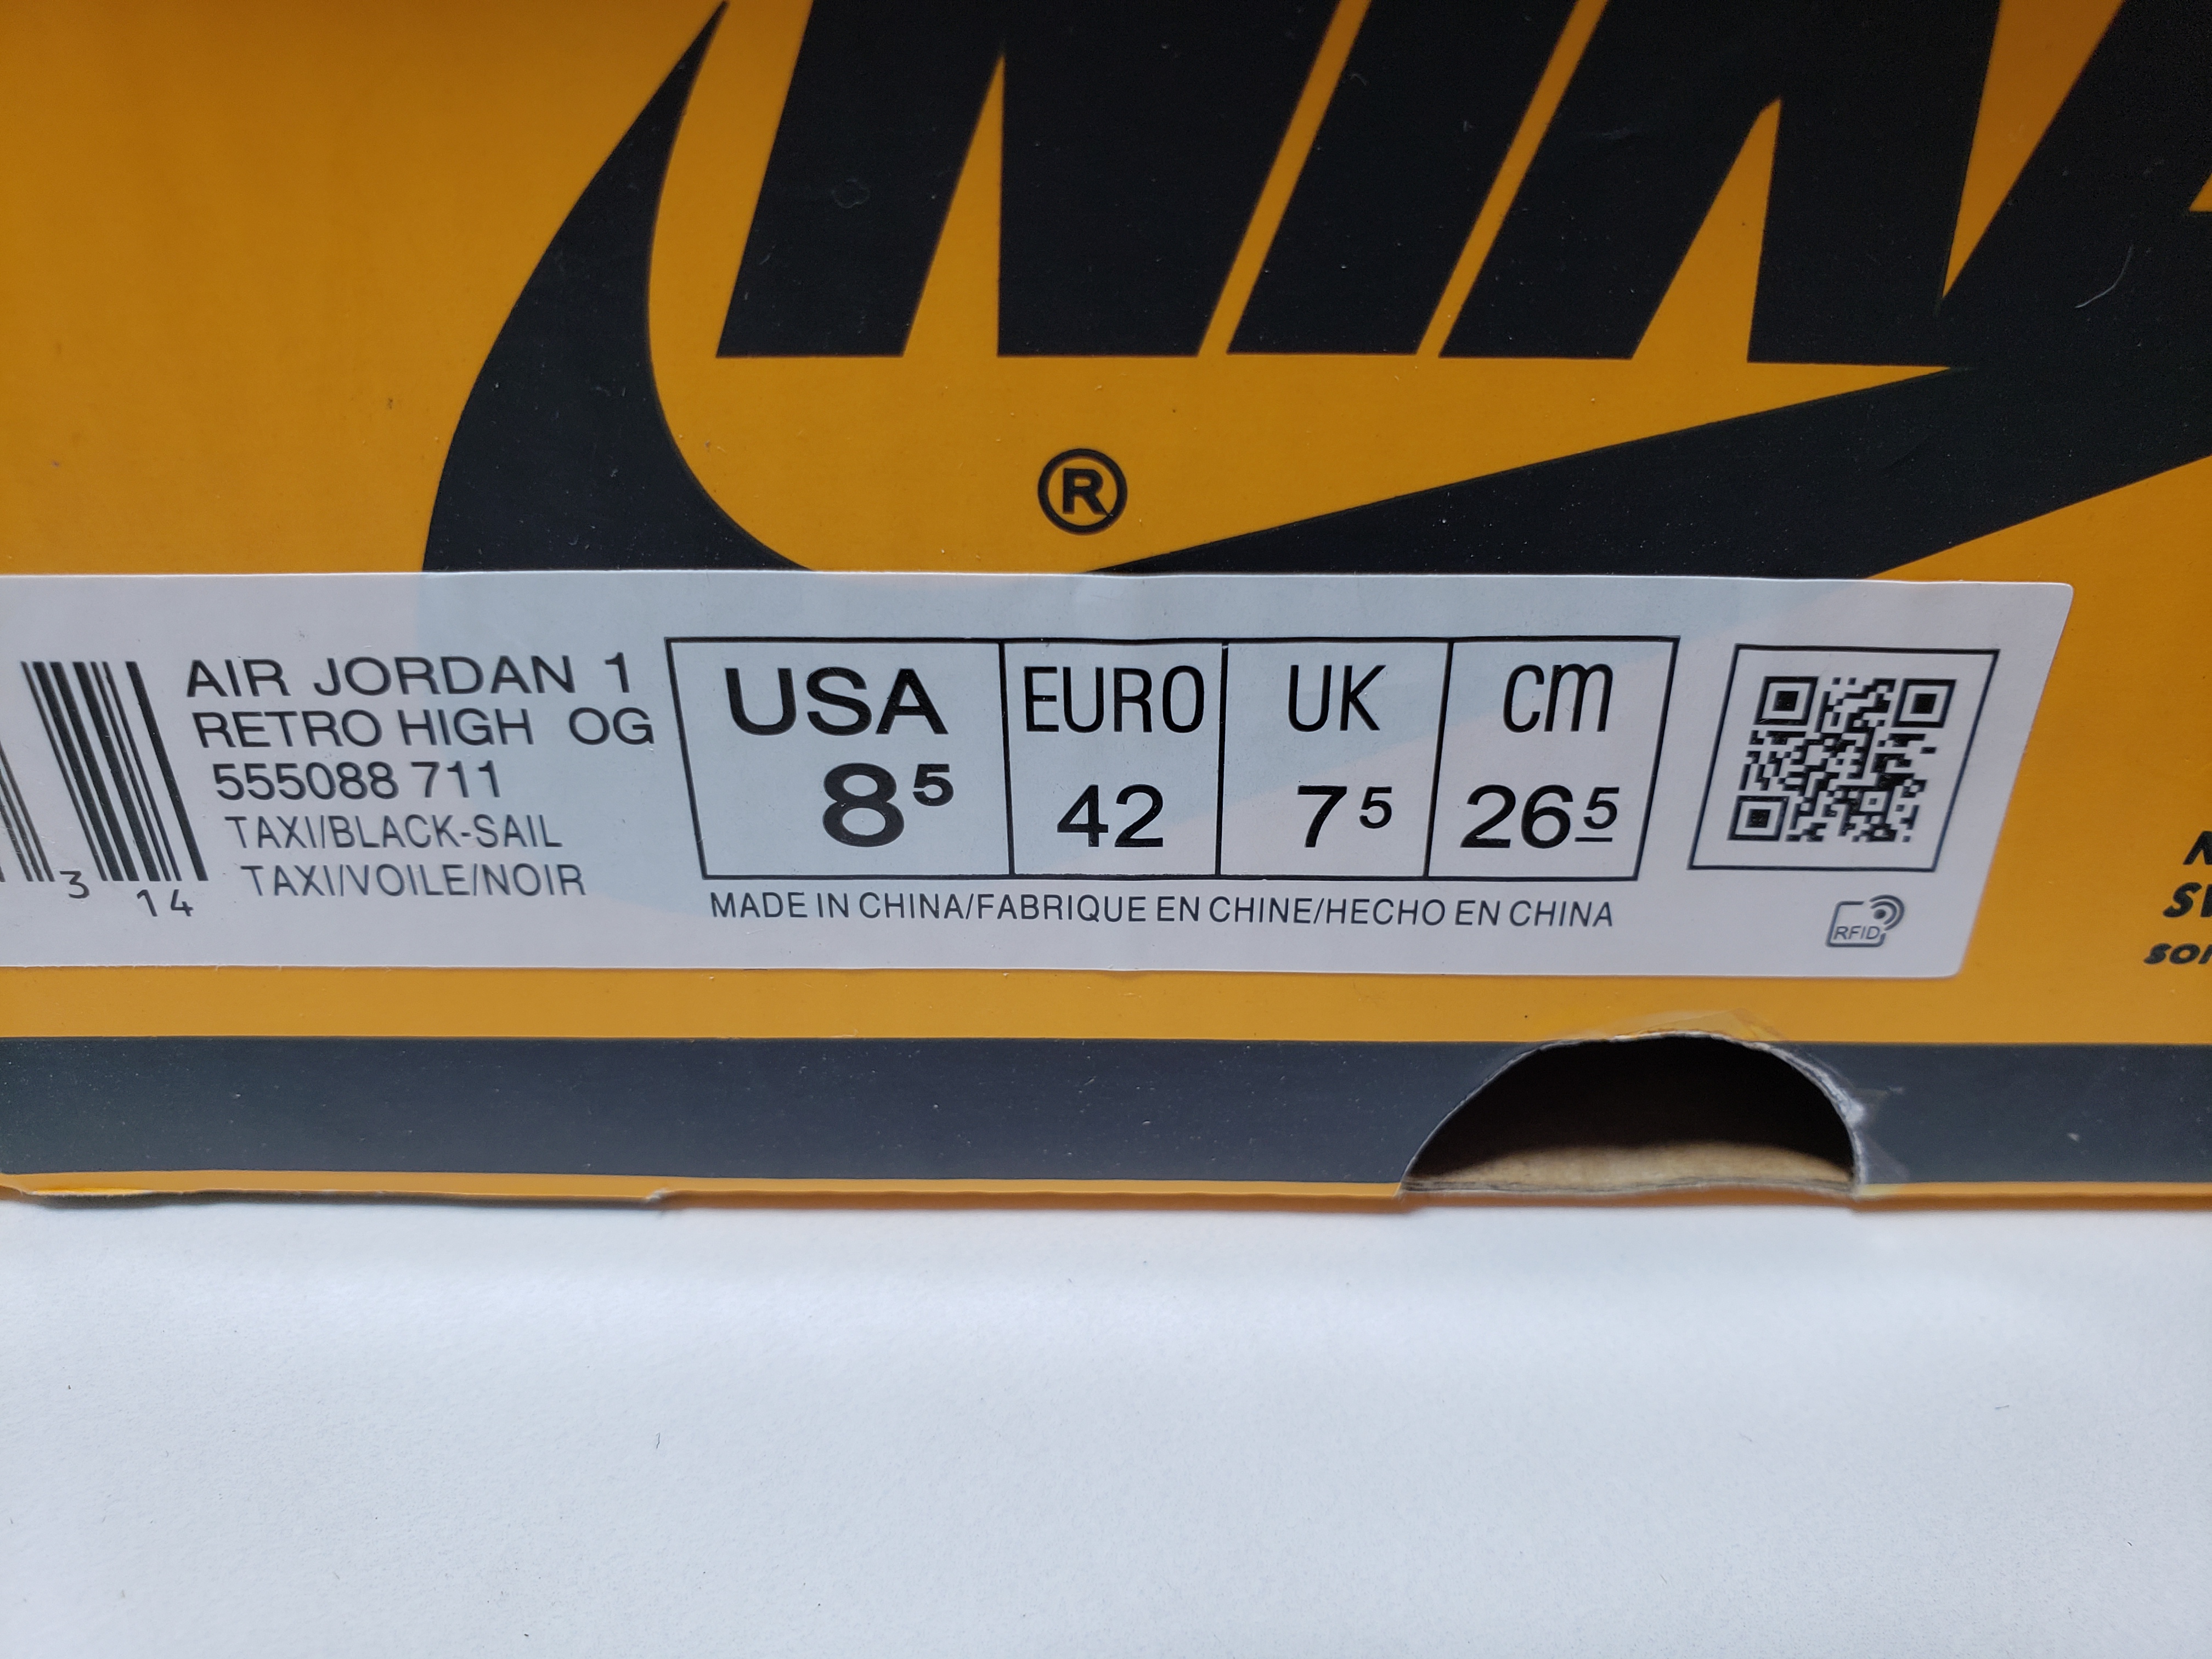 NIKE
®
AIR JORDAN 1
RETRO HIGH OG
555088 711
TAXI/BLACK-SAIL
TAXI/VOILE/NOIR
3
14
USA EURO UK cm
8⁵ 42 7⁵ 26⁵
MADE IN CHINA/FABRIQUE EN CHINE/HECHO EN CHINA
RFID